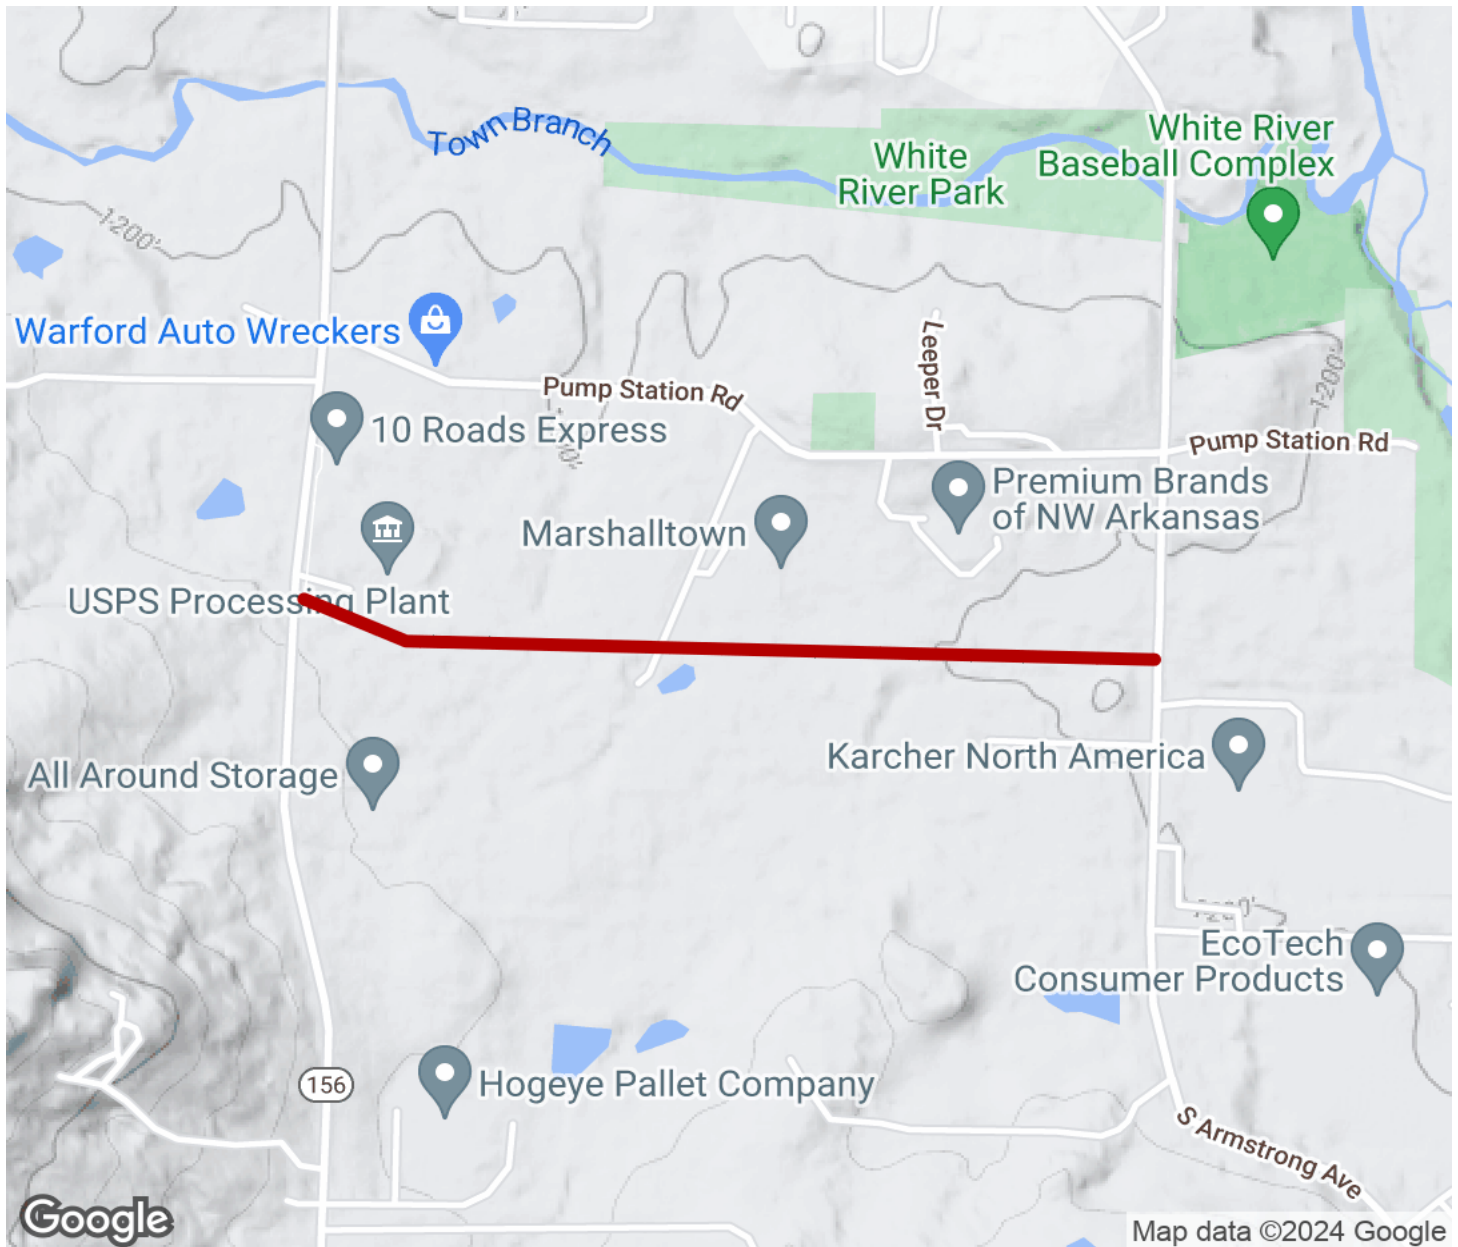 Town Branch
White River
Baseball Complex
White
River Park
1200'
Warford Auto Wreckers
Leeper Dr
1200'
Pump Station Rd
10 Roads Express
Pump Station Rd
Premium Brands
of NW Arkansas
Marshalltown
USPS Processing Plant
Karcher North America
All Around Storage
EcoTech
Consumer Products
156
Hogeye Pallet Company
S Armstrong Ave
Google
Map data ©2024 Google